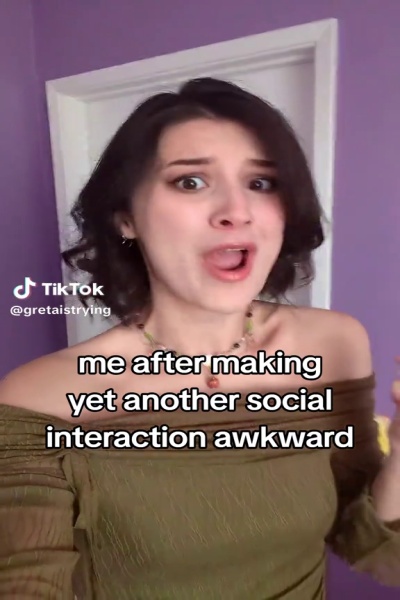 TikTok
@gretaistrying
me after making
yet another social
interaction awkward